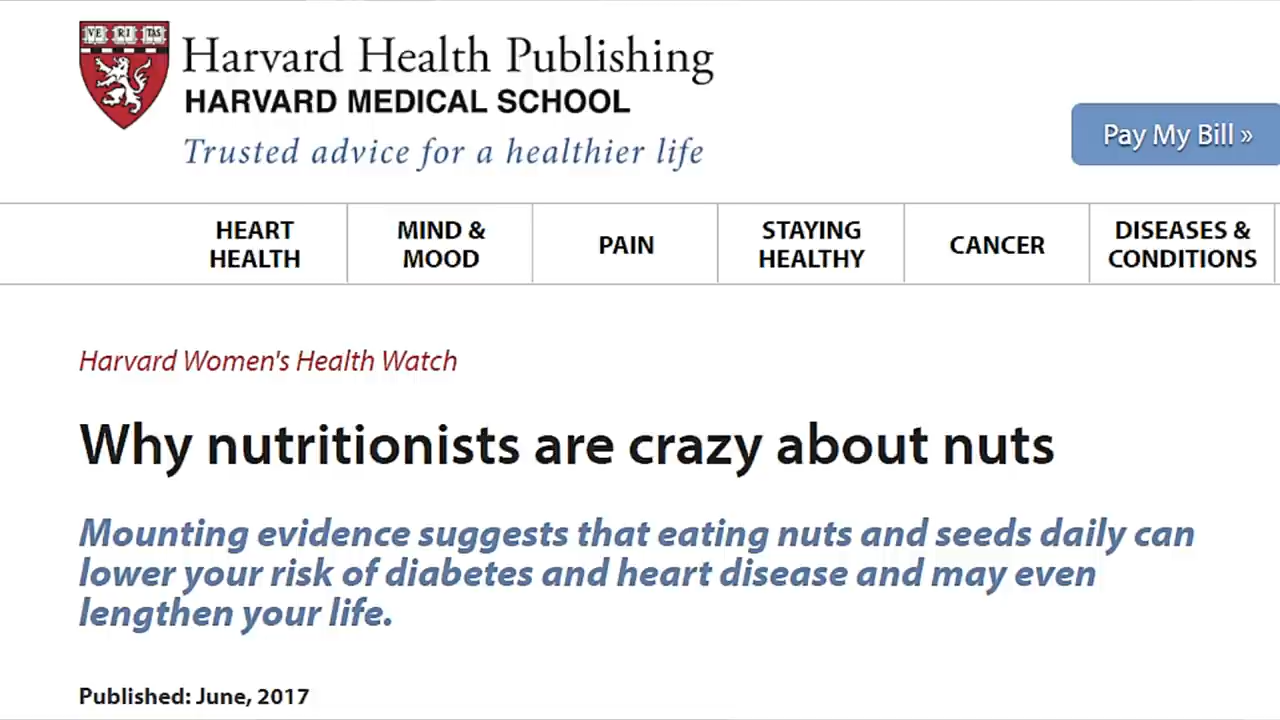 VE RI TAS
Harvard Health Publishing
HARVARD MEDICAL SCHOOL
Trusted advice for a healthier life
Pay My Bill »
HEART
HEALTH
MIND &
MOOD
PAIN
STAYING
HEALTHY
CANCER
DISEASES &
CONDITIONS
Harvard Women's Health Watch
Why nutritionists are crazy about nuts
Mounting evidence suggests that eating nuts and seeds daily can
lower your risk of diabetes and heart disease and may even
lengthen your life.
Published: June, 2017